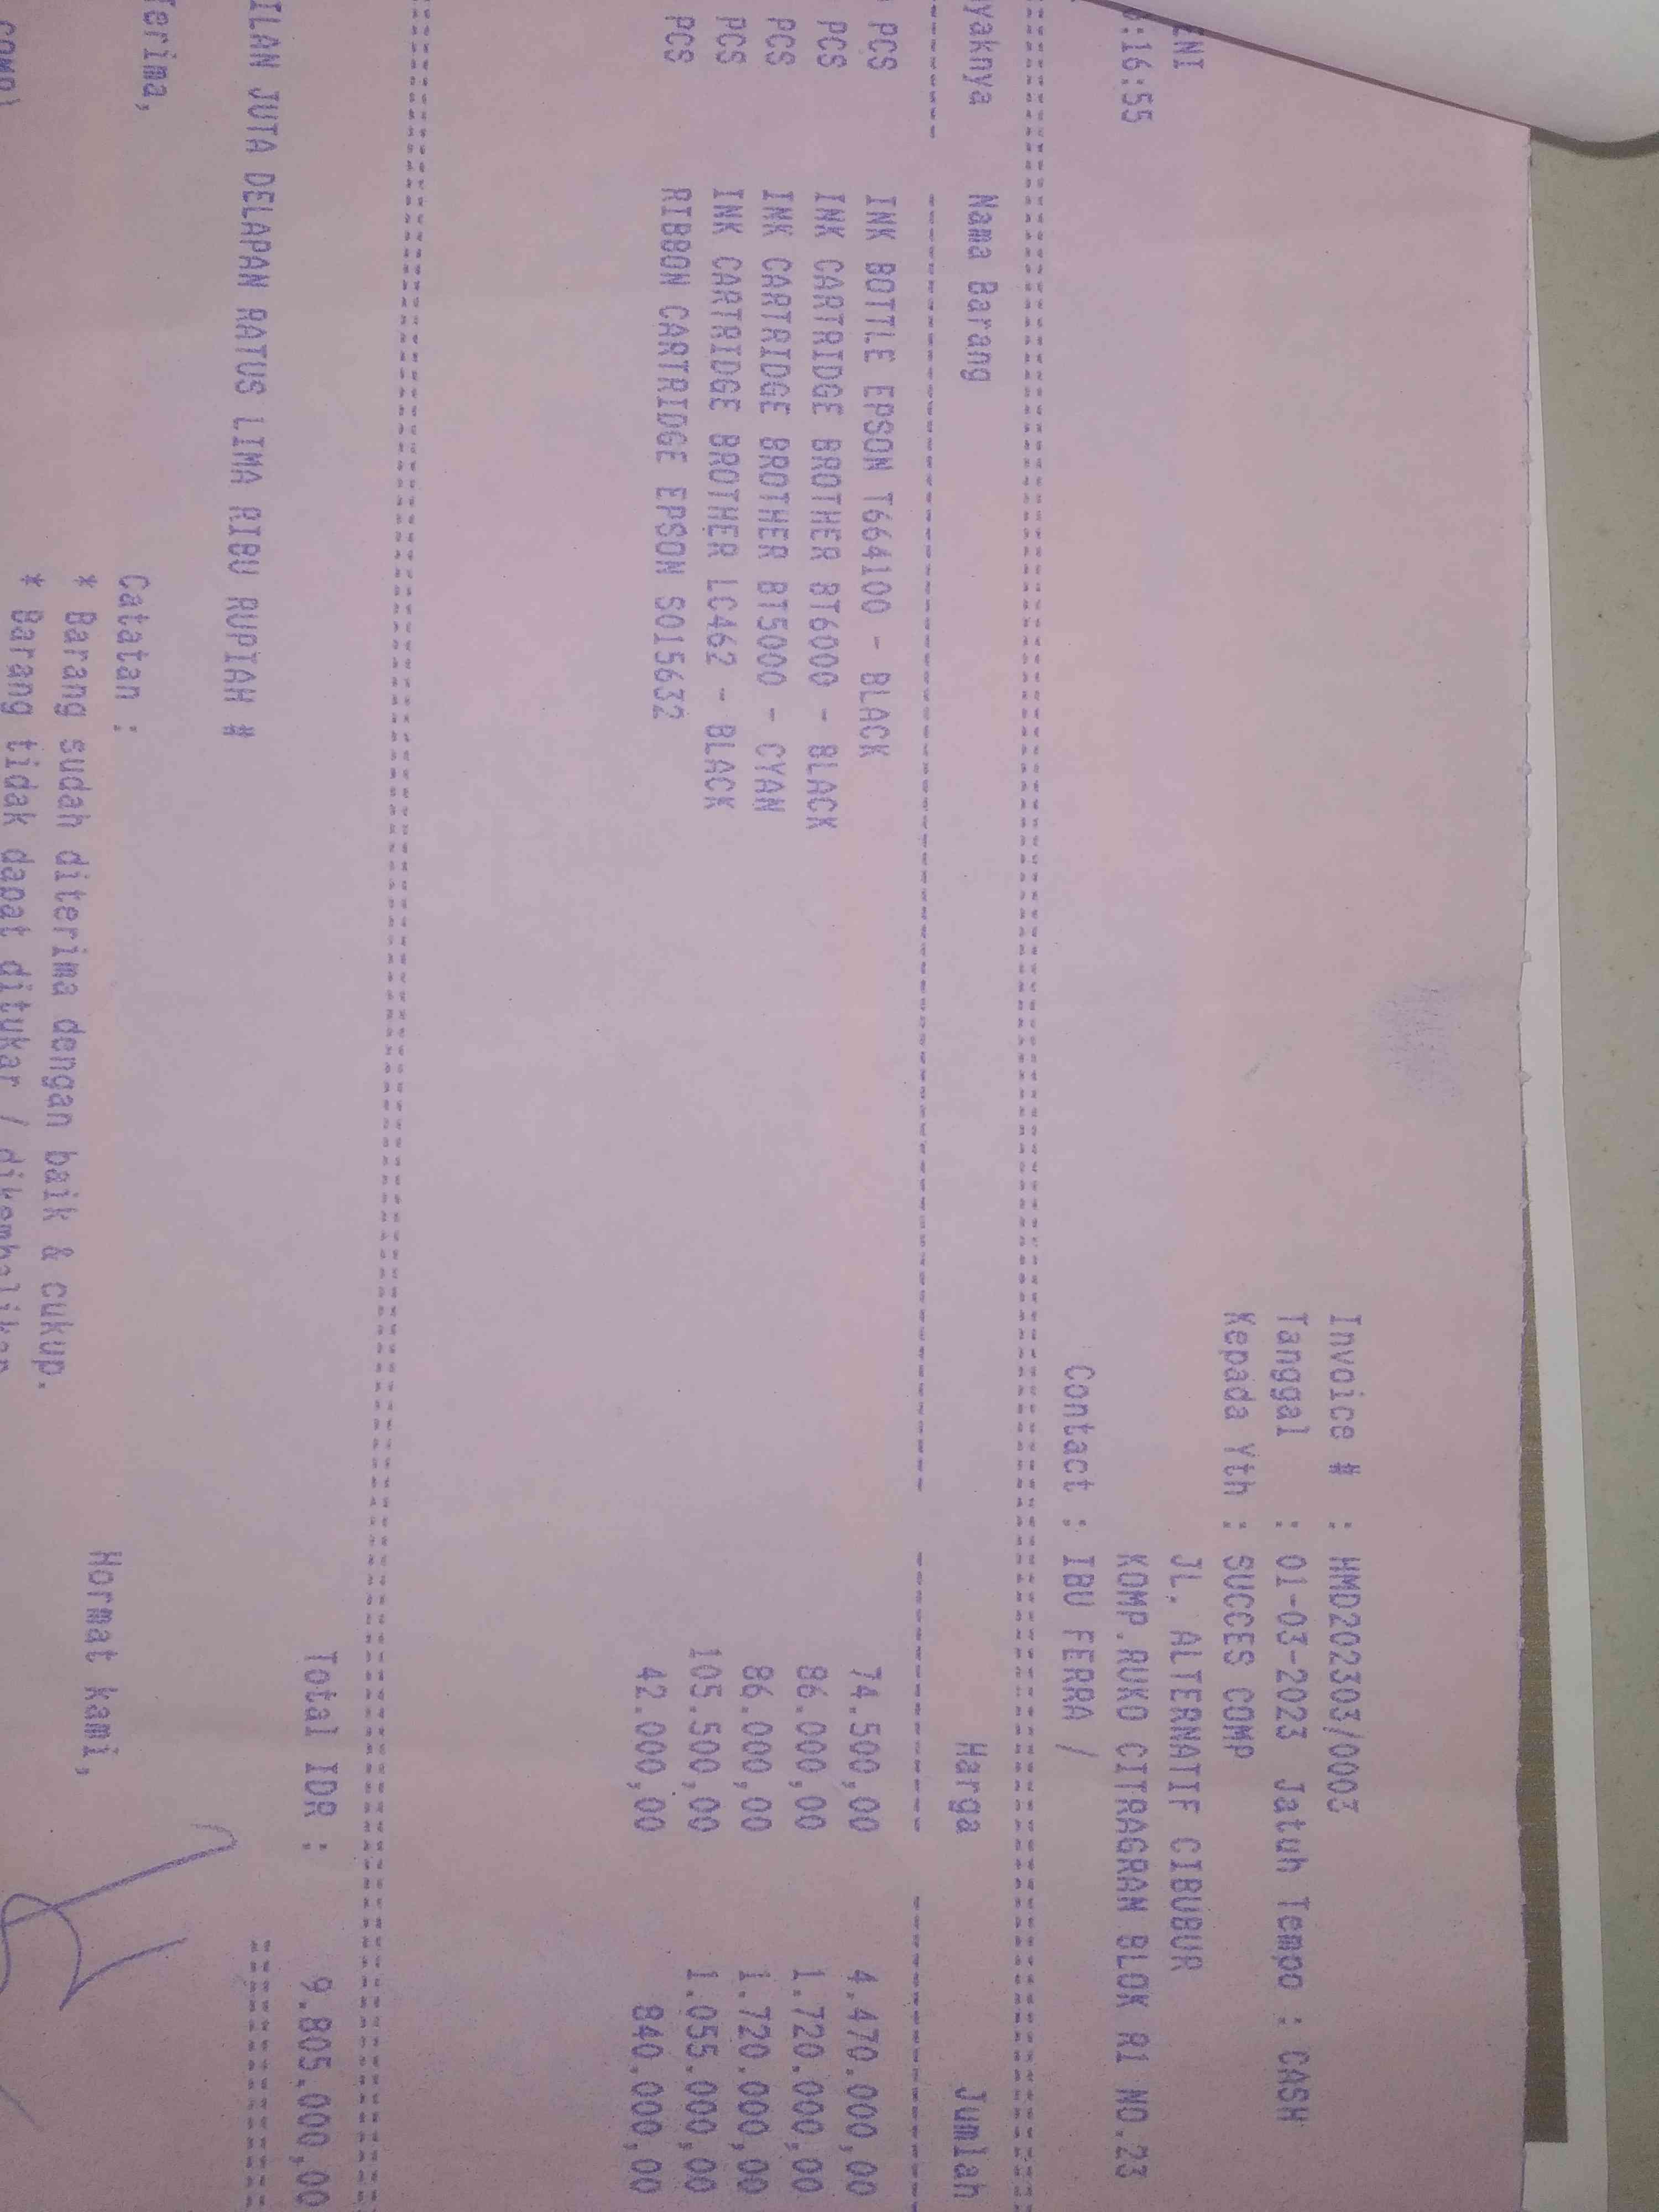 Invoice # : HMD202303/0003
Tanggal : 01-03-2023 Jatuh Tempo : CASH
Kepada Yth : SUCCES COMP
JL. ALTERNATIF CIBUBUR
:16:55 KOMP.RUKO CITRAGRAN BLOK R1 NO.23
Contact : IBU FERRA /
yaknya Nama Barang Harga Jumlah
PCS INK BOTTLE EPSON T664100 - BLACK 74.500,00 4.470.000,00
PCS INK CARTRIDGE BROTHER BT6000 - BLACK 86.000,00 1.720.000,00
PCS INK CARTRIDGE BROTHER BT5000 - CYAN 86.000,00 1.720.000,00
PCS INK CARTRIDGE BROTHER LC462 - BLACK 105.500,00 1.055.000,00
PCS RIBBON CARTRIDGE EPSON S015632 42.000,00 840.000,00
Total IDR : 9.805.000,00
ILAN JUTA DELAPAN RATUS LIMA RIBU RUPIAH #
erima, Catatan : Hormat kami,
* Barang sudah diterima dengan baik & cukup.
* Barang tidak dapat ditukar / dikembalikan